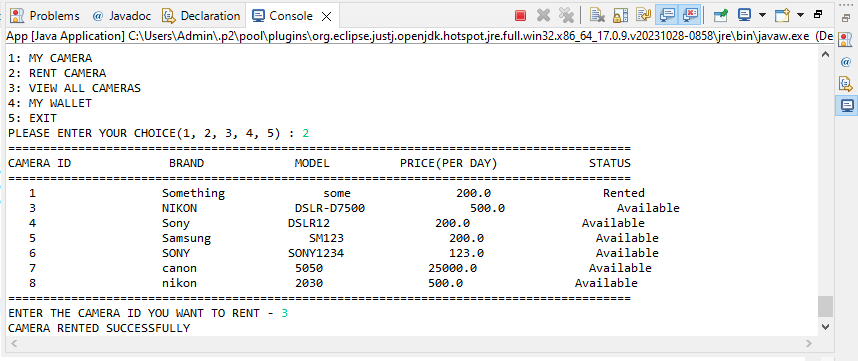 Problems @ Javadoc Declaration Console
App [Java Application] C:\Users\Admin\.p2\pool\plugins\org.eclipse.justj.openjdk.hotspot.jre.full.win32.x86_64_17.0.9.v20231028-0858\jre\bin\javaw.exe (De
1: MY CAMERA
2: RENT CAMERA
3: VIEW ALL CAMERAS
4: MY WALLET
5: EXIT
PLEASE ENTER YOUR CHOICE(1, 2, 3, 4, 5) : 2
=========================================================================================
CAMERA ID BRAND MODEL PRICE(PER DAY) STATUS
=========================================================================================
1 Something some 200.0 Rented
3 NIKON DSLR-D7500 500.0 Available
4 Sony DSLR12 200.0 Available
5 Samsung SM123 200.0 Available
6 SONY SONY1234 123.0 Available
7 canon 5050 25000.0 Available
8 nikon 2030 500.0 Available
=========================================================================================
ENTER THE CAMERA ID YOU WANT TO RENT - 3
CAMERA RENTED SUCCESSFULLY